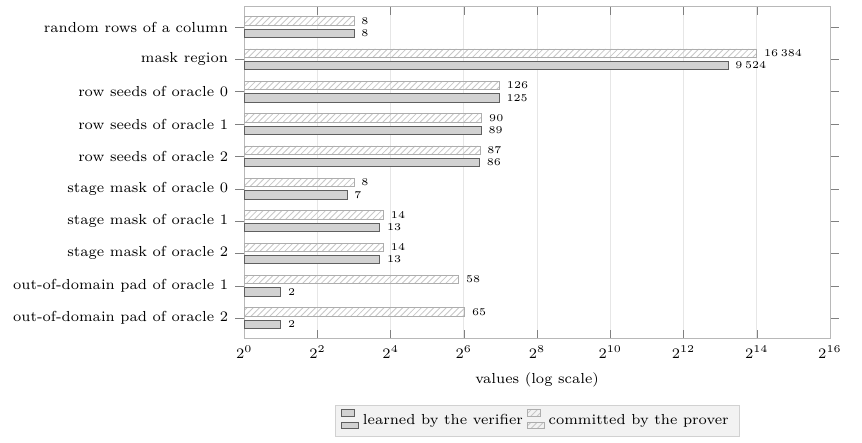 random rows of a column 8
8
mask region 16 384
9 524
row seeds of oracle 0 126
125
row seeds of oracle 1 90
89
row seeds of oracle 2 87
86
stage mask of oracle 0 8
7
stage mask of oracle 1 14
13
stage mask of oracle 2 14
13
out-of-domain pad of oracle 1 58
2
out-of-domain pad of oracle 2 65
2
2^0 2^2 2^4 2^6 2^8 2^10 2^12 2^14 2^16
values (log scale)
learned by the verifier committed by the prover